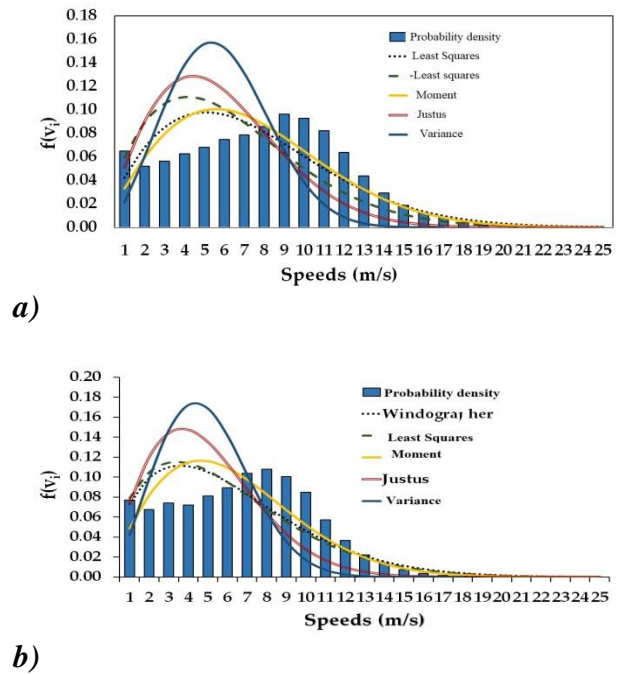 0.18
0.16
0.14
0.12
0.10
0.08
0.06
0.04
0.02
0.00
f(vᵢ)
Probability density
Least Squares
-Least squares
Moment
Justus
Variance
1 2 3 4 5 6 7 8 9 10 11 12 13 14 15 16 17 18 19 20 21 22 23 24 25
Speeds (m/s)
a)
0.20
0.18
0.16
0.14
0.12
0.10
0.08
0.06
0.04
0.02
0.00
f(vᵢ)
Probability density
Windogra her
Least Squares
Moment
Justus
Variance
1 2 3 4 5 6 7 8 9 10 11 12 13 14 15 16 17 18 19 20 21 22 23 24 25
Speeds (m/s)
b)